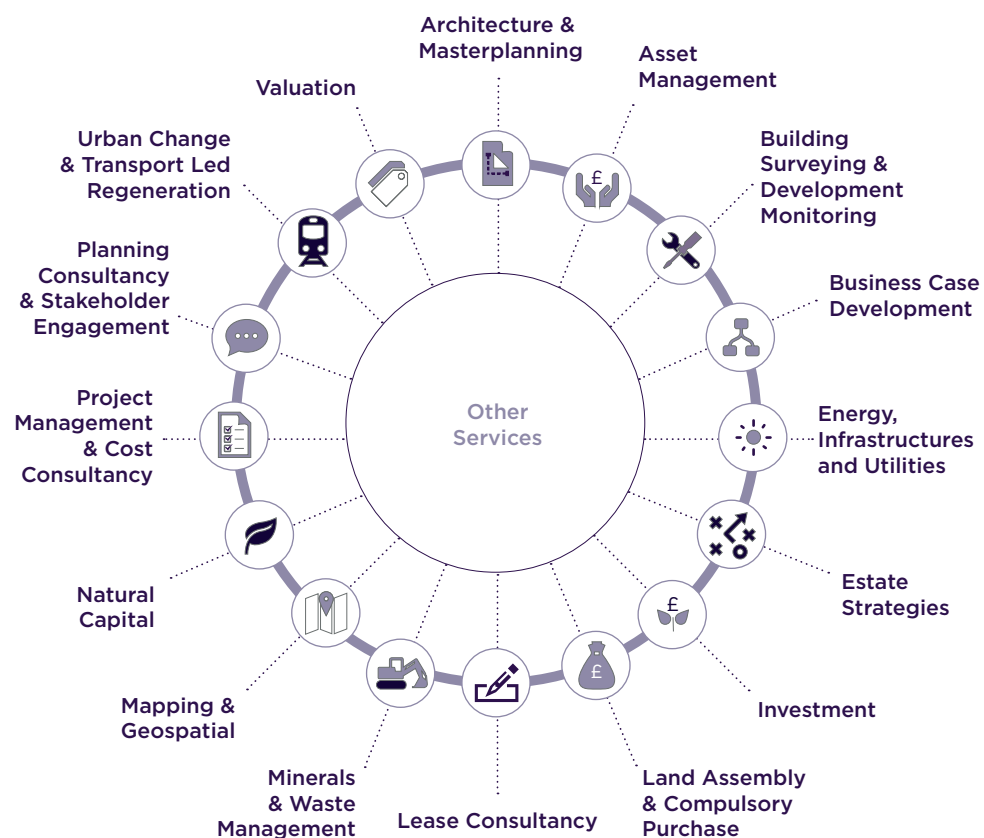 Architecture &
Masterplanning
Asset
Management
Building
Surveying &
Development
Monitoring
Business Case
Development
Energy,
Infrastructures
and Utilities
Estate
Strategies
Investment
Land Assembly
& Compulsory
Purchase
Lease Consultancy
Minerals
& Waste
Management
Mapping &
Geospatial
Natural
Capital
Project
Management
& Cost
Consultancy
Planning
Consultancy
& Stakeholder
Engagement
Urban Change
& Transport Led
Regeneration
Valuation
Other
Services
£
£
£